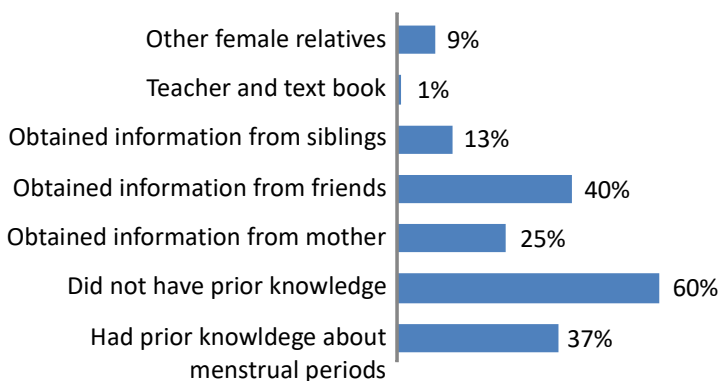 Other female relatives 9%
Teacher and text book 1%
Obtained information from siblings 13%
Obtained information from friends 40%
Obtained information from mother 25%
Did not have prior knowledge 60%
Had prior knowldege about 37%
menstrual periods